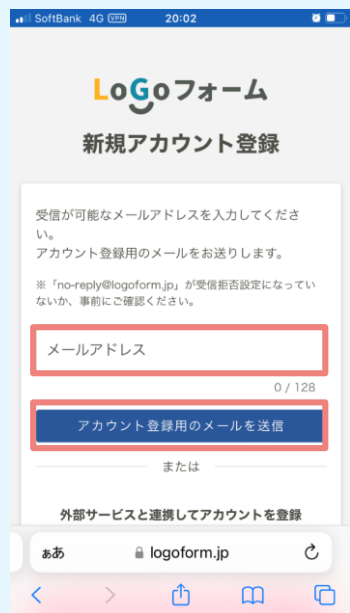 SoftBank 4G VPN 20:02
LoGoフォーム
新規アカウント登録
受信が可能なメールアドレスを入力してくださ
い。
アカウント登録用のメールをお送りします。
※「no-reply@logoform.jp」が受信拒否設定になってい
ないか、事前にご確認ください。
メールアドレス
0 / 128
アカウント登録用のメールを送信
または
外部サービスと連携してアカウントを登録
ぁあ logoform.jp